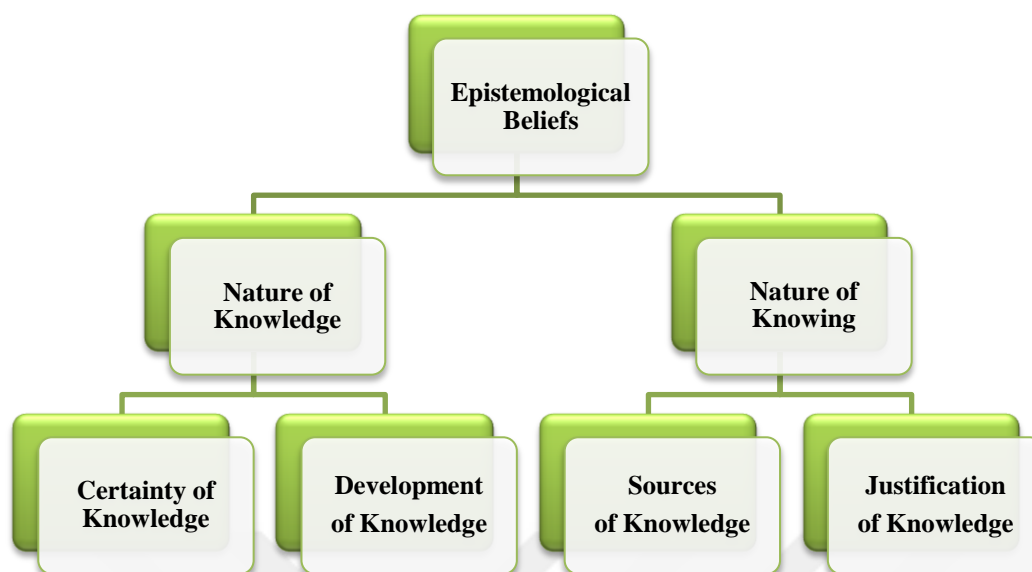 Epistemological
Beliefs
Nature of
Knowledge
Nature of
Knowing
Certainty of
Knowledge
Development
of Knowledge
Sources
of Knowledge
Justification
of Knowledge